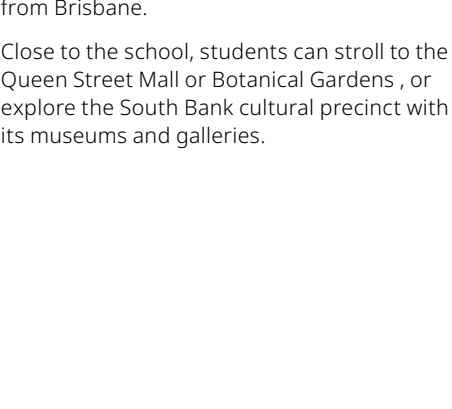 from Brisbane.
Close to the school, students can stroll to the
Queen Street Mall or Botanical Gardens , or
explore the South Bank cultural precinct with
its museums and galleries.